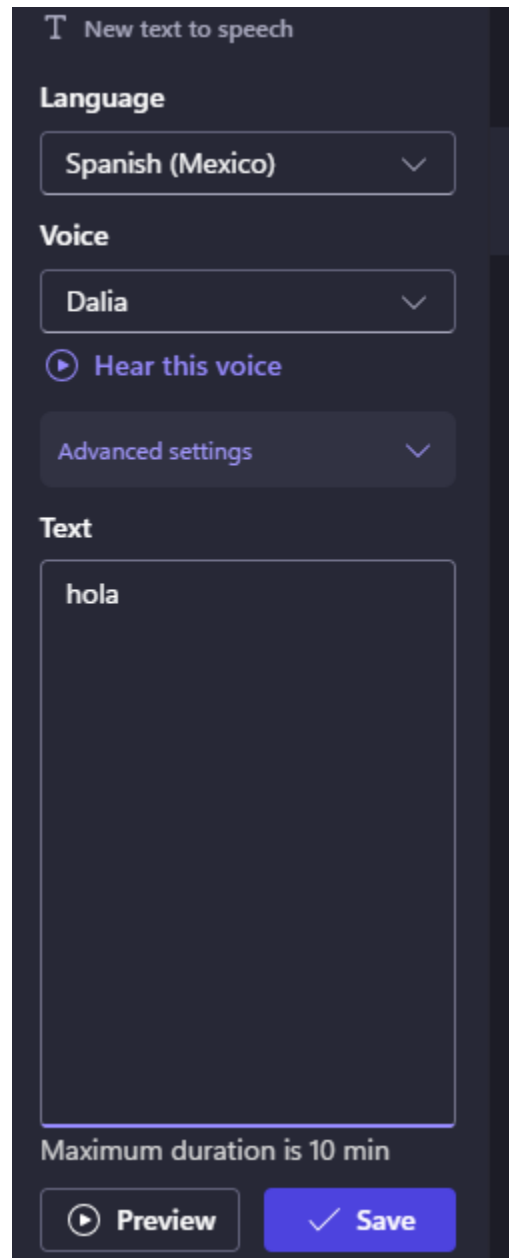 New text to speech
Language
Spanish (Mexico)
Voice
Dalia
Hear this voice
Advanced settings
Text
hola
Maximum duration is 10 min
Preview
Save